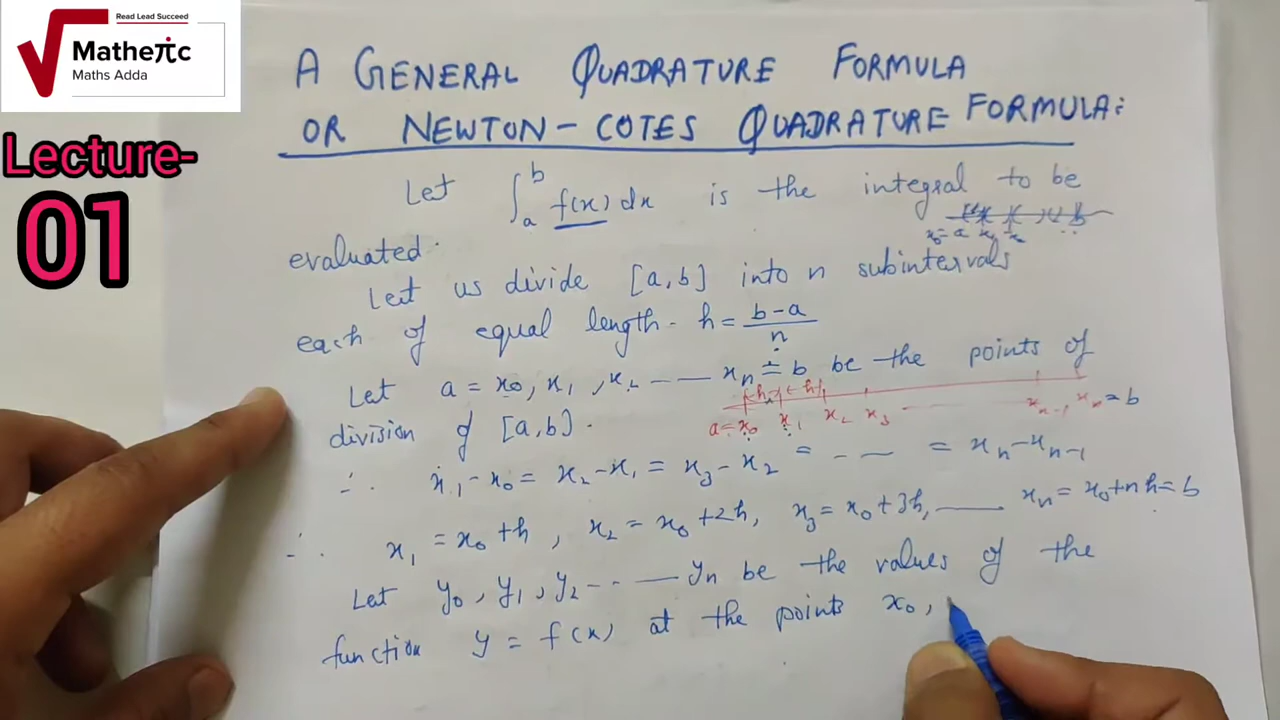 Read Lead Succeed
Matheπc
Maths Adda
Lecture-
01
A GENERAL QUADRATURE FORMULA
OR NEWTON-COTES QUADRATURE FORMULA:
Let ∫ₐᵇ f(x) dx is the integral to be
evaluated.
Let us divide [a,b] into n subintervals
each of equal length - h = (b-a)/n
Let a = x₀, x₁, x₂ ---- xₙ = b be the points of
division of [a,b].
a=x₀ x₁ x₂ x₃ ---- xₙ₋₁ xₙ = b
∴ x₁-x₀ = x₂-x₁ = x₃-x₂ = ---- = xₙ-xₙ₋₁
∴ x₁ = x₀+h, x₂ = x₀+2h, x₃ = x₀+3h, ---- xₙ = x₀+nh = b
Let y₀, y₁, y₂ ---- yₙ be the values of the
function y = f(x) at the points x₀,